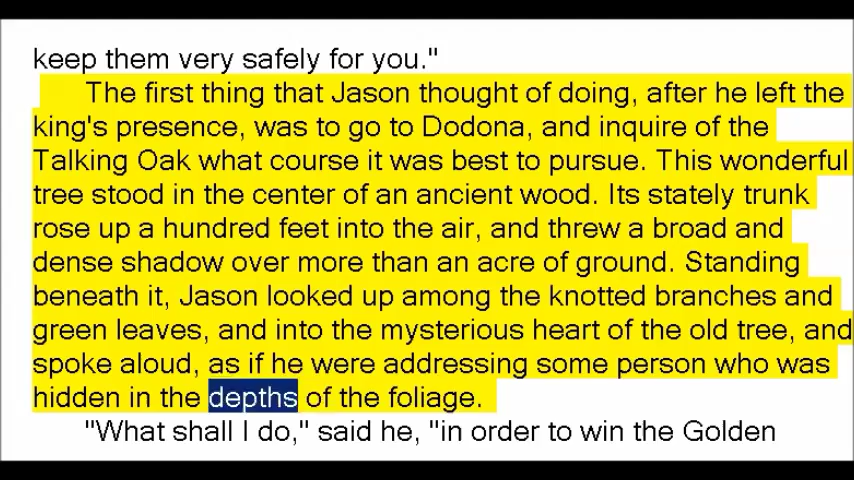 keep them very safely for you."
The first thing that Jason thought of doing, after he left the
king's presence, was to go to Dodona, and inquire of the
Talking Oak what course it was best to pursue. This wonderful
tree stood in the center of an ancient wood. Its stately trunk
rose up a hundred feet into the air, and threw a broad and
dense shadow over more than an acre of ground. Standing
beneath it, Jason looked up among the knotted branches and
green leaves, and into the mysterious heart of the old tree, and
spoke aloud, as if he were addressing some person who was
hidden in the depths of the foliage.
"What shall I do," said he, "in order to win the Golden